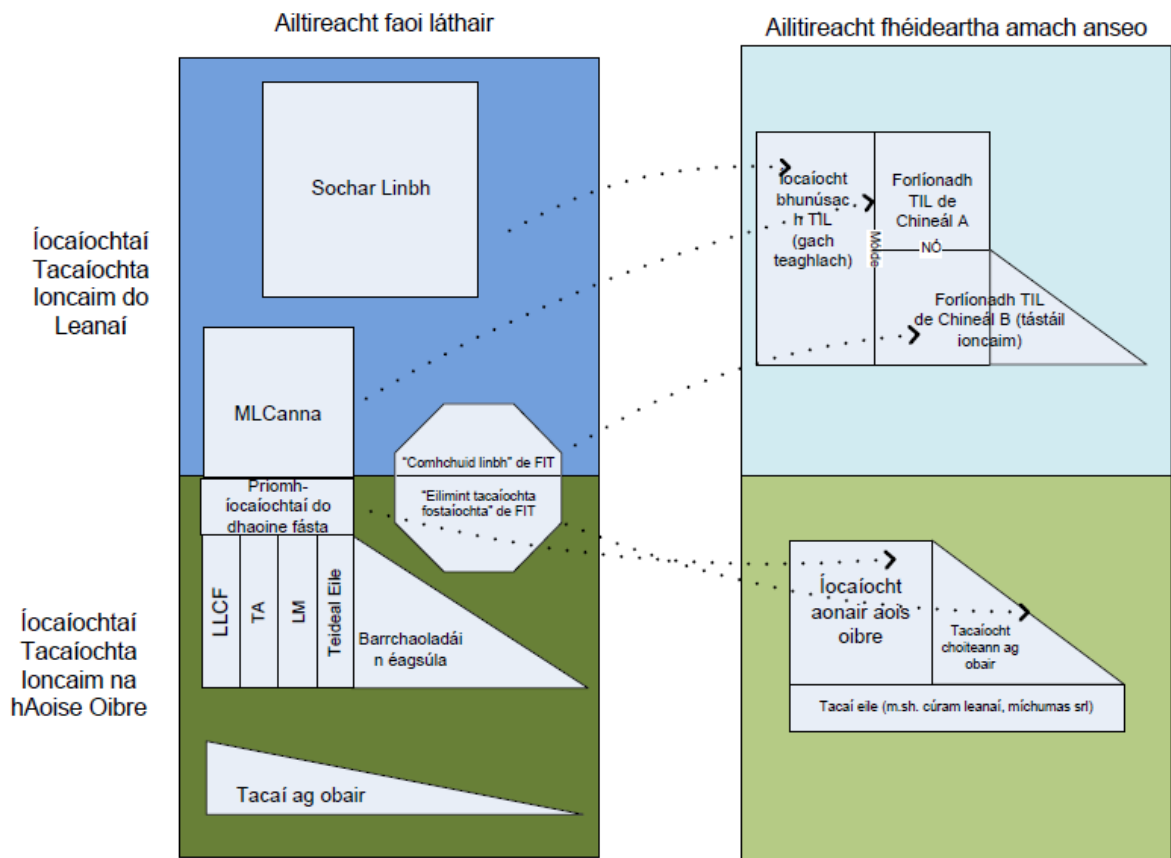 Ailtireacht faoi láthair
Ailitireacht fhéideartha amach anseo
Íocaíochtaí
Tacaíochta
Ioncaim do
Leanaí
Sochar Linbh
MLCanna
"Comhchuid linbh" de FIT
"Eilimint tacaíochta
fostaíochta" de FIT
Íocaíocht
bhunúsac
h TIL
(gach
teaghlach)
Móide
Forlíonadh
TIL de
Chineál A
NÓ
Forlíonadh TIL
de Chineál B (tástáil
ioncaim)
Íocaíochtaí
Tacaíochta
Ioncaim na
hAoise Oibre
Príomh-
íocaíochtaí do
dhaoine fásta
LLCF
TA
LM
Teideal Eile
Barrchaoladái
n éagsúla
Tacaí ag obair
Íocaíocht
aonair aois
oibre
Tacaíocht
choiteann ag
obair
Tacaí eile (m.sh. cúram leanaí, míchumas srl)